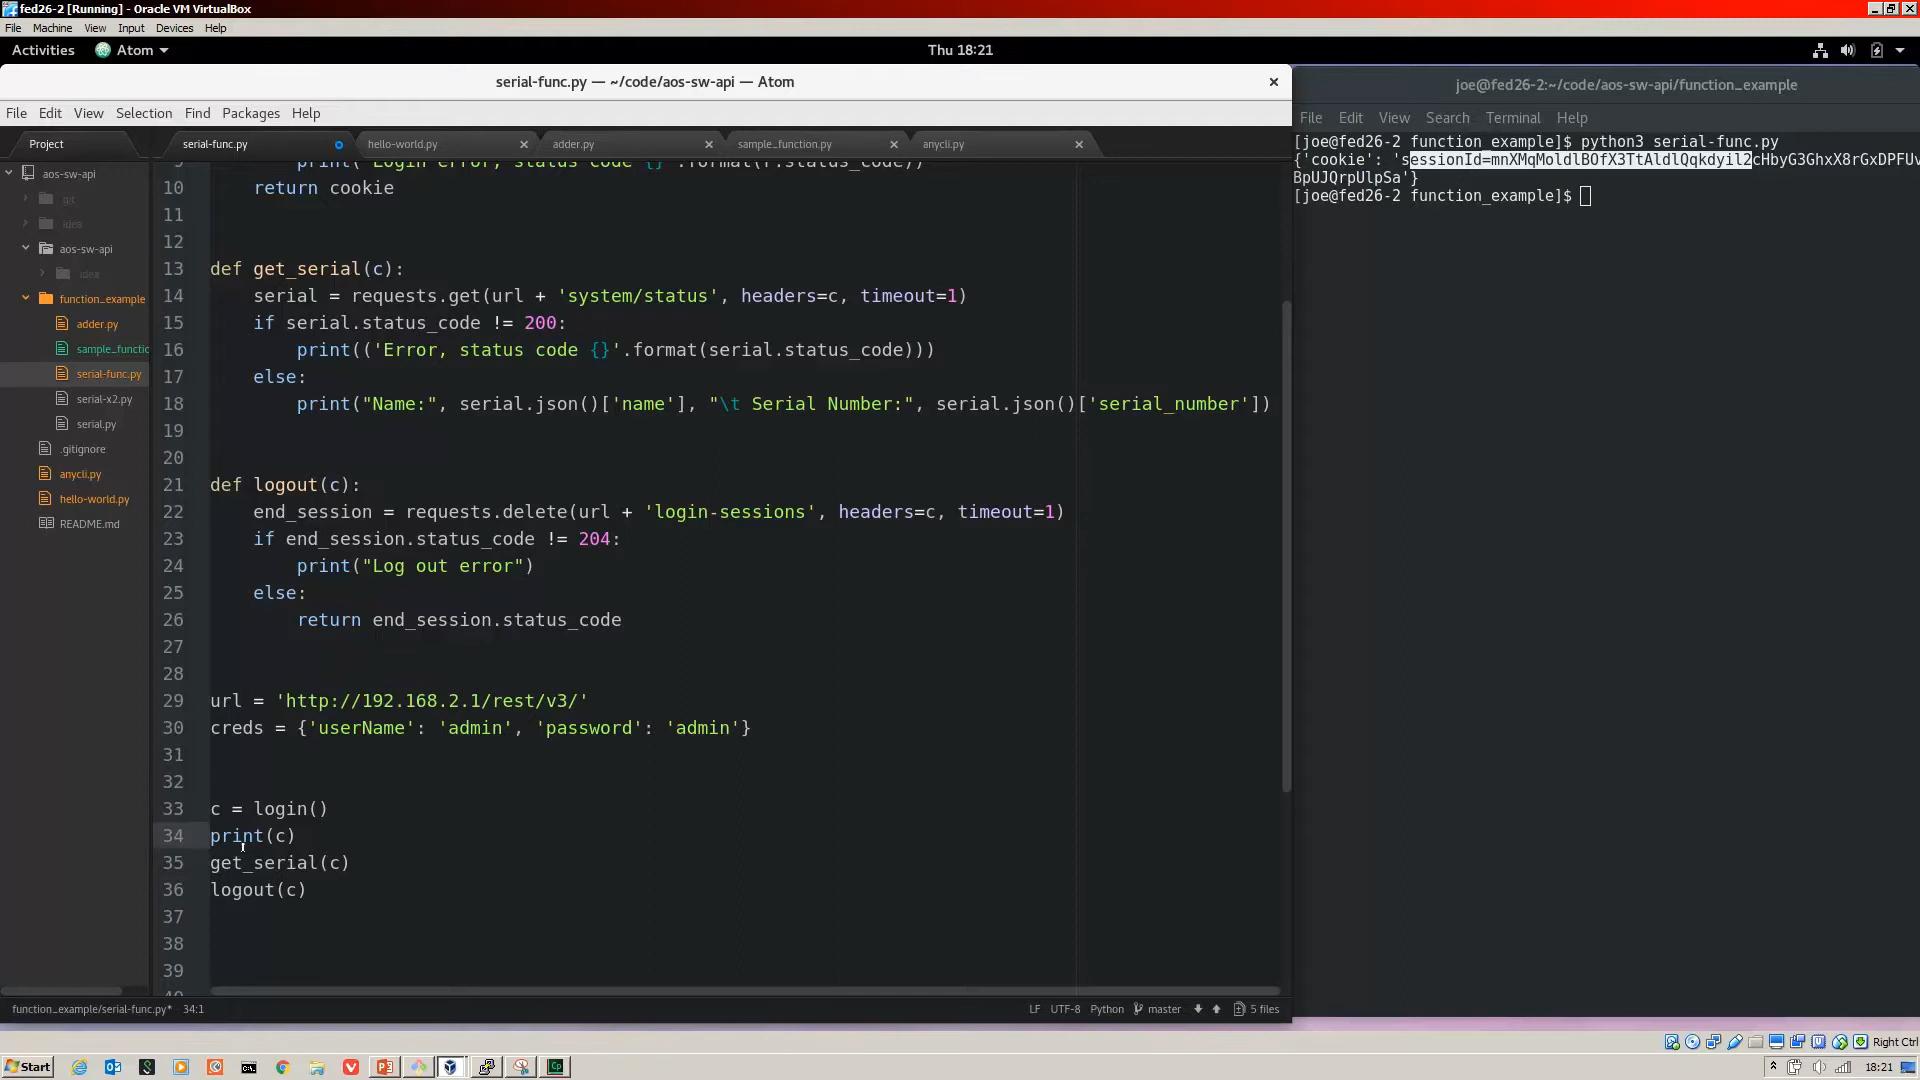 fed26-2 [Running] - Oracle VM VirtualBox
File Machine View Input Devices Help
Activities Atom Thu 18:21
serial-func.py — ~/code/aos-sw-api — Atom
File Edit View Selection Find Packages Help
Project
aos-sw-api
git
idea
aos-sw-api
idea
function_example
adder.py
sample_functio
serial-func.py
serial-x2.py
serial.py
.gitignore
anycli.py
hello-world.py
README.md
serial-func.py hello-world.py adder.py sample_function.py anycli.py
10 return cookie
11
12
13 def get_serial(c):
14 serial = requests.get(url + 'system/status', headers=c, timeout=1)
15 if serial.status_code != 200:
16 print(('Error, status code {}'.format(serial.status_code)))
17 else:
18 print("Name:", serial.json()['name'], "\t Serial Number:", serial.json()['serial_number'])
19
20
21 def logout(c):
22 end_session = requests.delete(url + 'login-sessions', headers=c, timeout=1)
23 if end_session.status_code != 204:
24 print("Log out error")
25 else:
26 return end_session.status_code
27
28
29 url = 'http://192.168.2.1/rest/v3/'
30 creds = {'userName': 'admin', 'password': 'admin'}
31
32
33 c = login()
34 print(c)
35 get_serial(c)
36 logout(c)
37
38
39
function_example/serial-func.py* 34:1 LF UTF-8 Python master 5 files
joe@fed26-2:~/code/aos-sw-api/function_example
File Edit View Search Terminal Help
[joe@fed26-2 function_example]$ python3 serial-func.py
{'cookie': 'sessionId=mnXMqMoldlBOfX3TtAldlQqkdyil2cHbyG3GhxX8rGxDPFUv
BpUJQrpUlpSa'}
[joe@fed26-2 function_example]$
Right Ctrl
Start 18:21